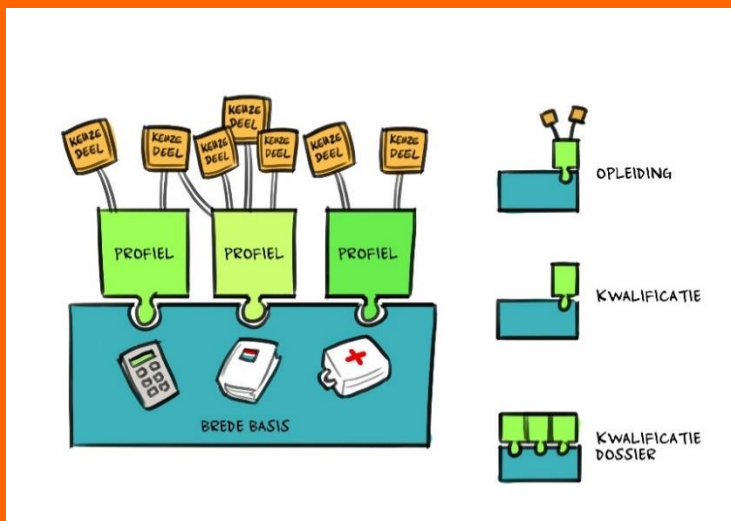 KEUZE
DEEL
KEUZE
DEEL
KEUZE
DEEL
KEUZE
DEEL
KEUZE
DEEL
KEUZE
DEEL
KEUZE
DEEL
PROFIEL
PROFIEL
PROFIEL
BREDE BASIS
OPLEIDING
KWALIFICATIE
KWALIFICATIE
DOSSIER